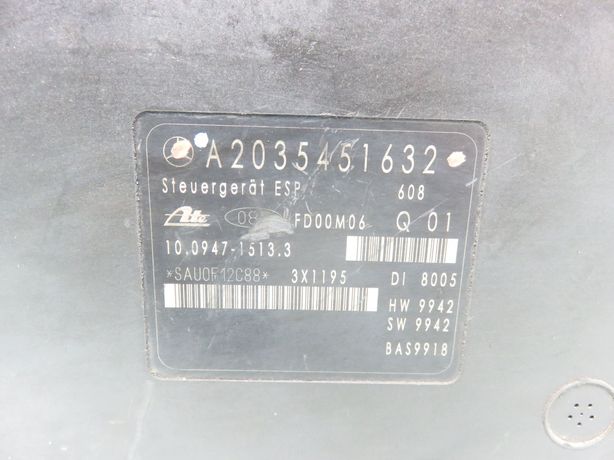 A2035451632
Steuergerät ESP 608
Ate 08 FD00M06 Q 01
10.0947-1513.3
*SAU0F12C88* 3X1195 DI 8005
HW 9942
SW 9942
BAS9918